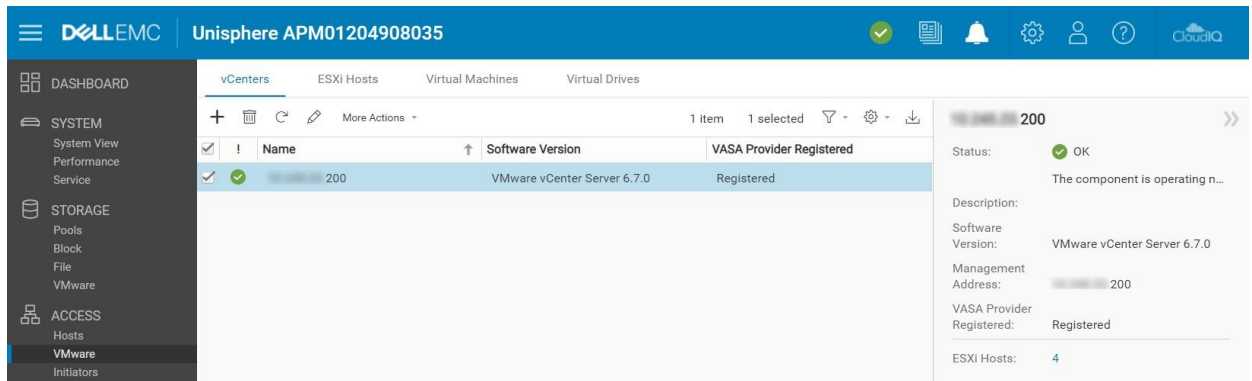 DELLEMC Unisphere APM01204908035 CloudIQ
DASHBOARD
SYSTEM
System View
Performance
Service
STORAGE
Pools
Block
File
VMware
ACCESS
Hosts
VMware
Initiators
vCenters ESXi Hosts Virtual Machines Virtual Drives
More Actions 1 item 1 selected
! Name Software Version VASA Provider Registered
200 VMware vCenter Server 6.7.0 Registered
200
Status: OK
The component is operating n...
Description:
Software
Version: VMware vCenter Server 6.7.0
Management
Address: 200
VASA Provider
Registered: Registered
ESXi Hosts: 4